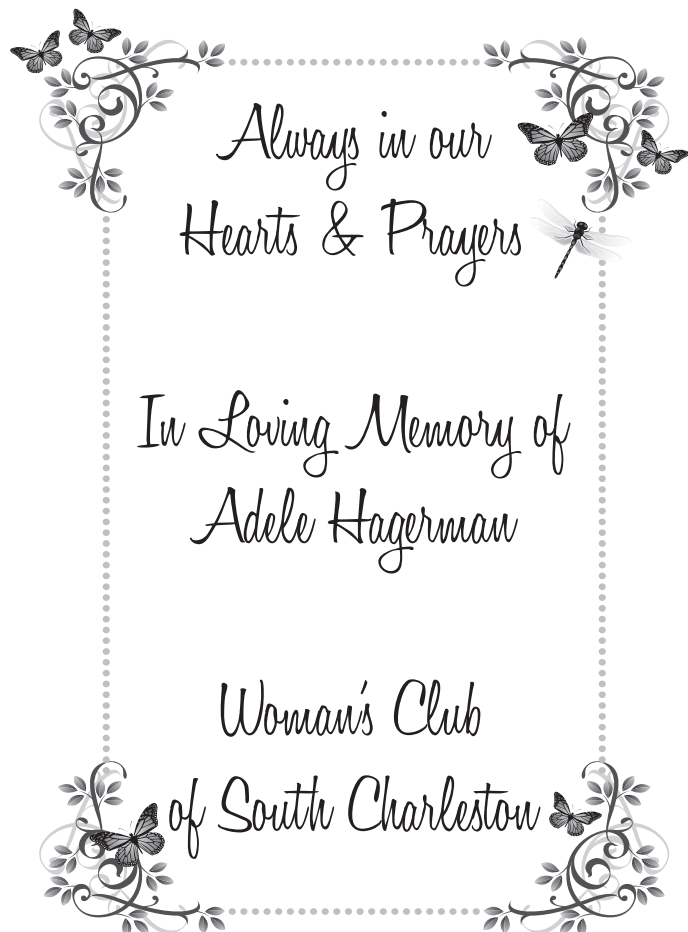 Always in our
Hearts & Prayers
In Loving Memory of
Adele Hagerman
Woman's Club
of South Charleston